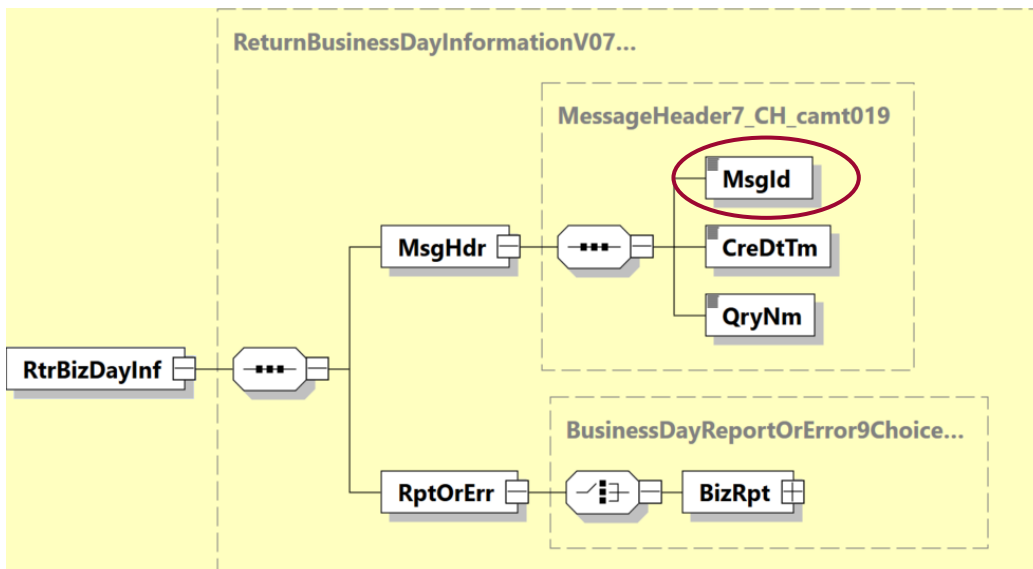 ReturnBusinessDayInformationV07...
MessageHeader7_CH_camt019
MsgId
MsgHdr
CreDtTm
QryNm
RtrBizDayInf
BusinessDayReportOrError9Choice...
RptOrErr
BizRpt